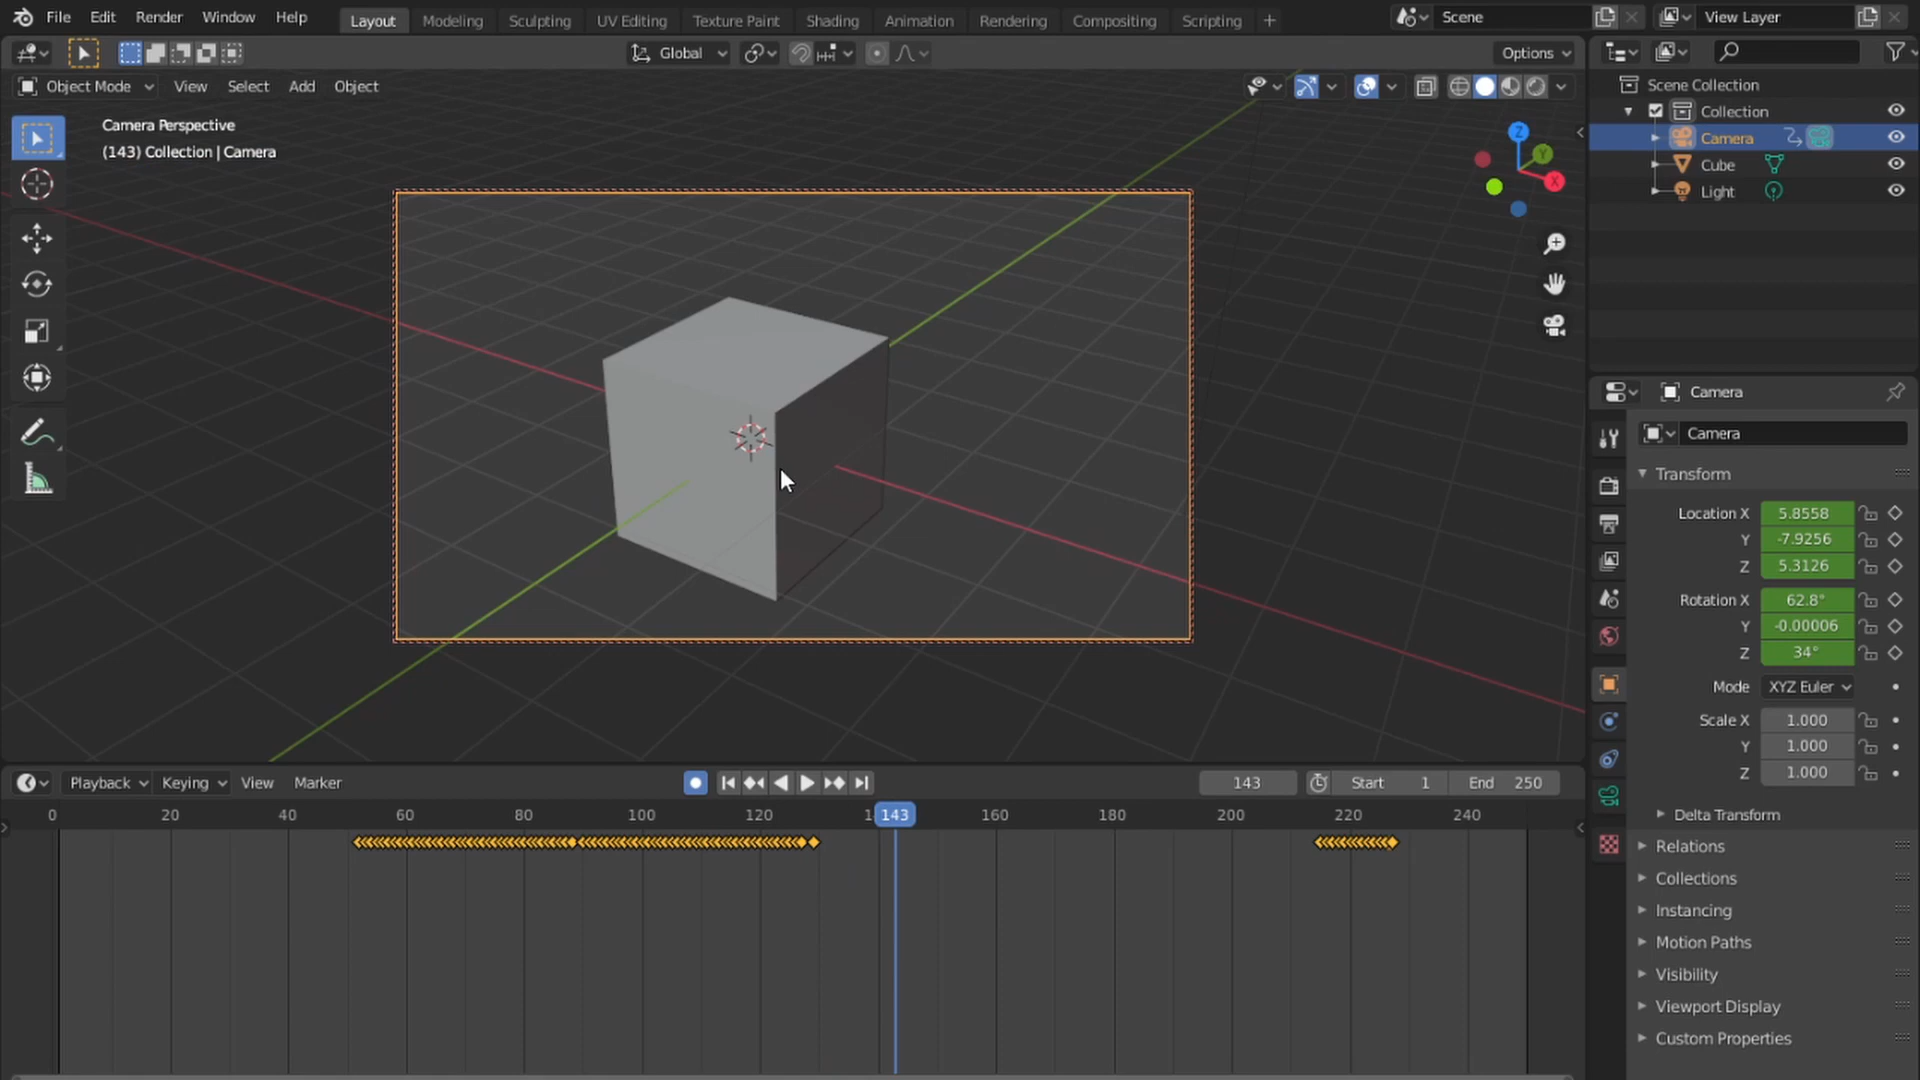 File Edit Render Window Help Layout Modeling Sculpting UV Editing Texture Paint Shading Animation Rendering Compositing Scripting + Scene View Layer
Global Options
Object Mode View Select Add Object
Camera Perspective
(143) Collection | Camera
Z
Y
X
Scene Collection
Collection
Camera
Cube
Light
Camera
Camera
Transform
Location X 5.8558
Y -7.9256
Z 5.3126
Rotation X 62.8°
Y -0.00006
Z 34°
Mode XYZ Euler
Scale X 1.000
Y 1.000
Z 1.000
Delta Transform
Relations
Collections
Instancing
Motion Paths
Visibility
Viewport Display
Custom Properties
Playback Keying View Marker 143 Start 1 End 250
0 20 40 60 80 100 120 143 160 180 200 220 240